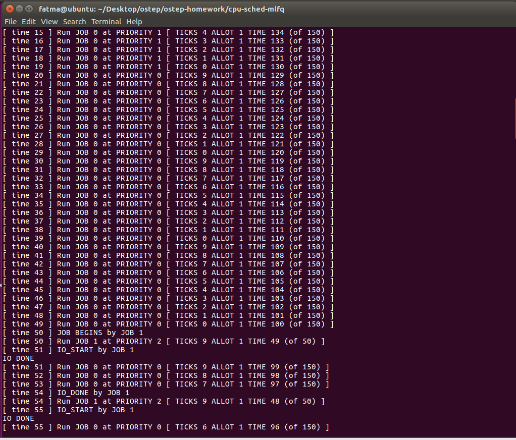 fatma@ubuntu: ~/Desktop/ostep/ostep-homework/cpu-sched-mlfq
File Edit View Search Terminal Help
[ time 15 ] Run JOB 0 at PRIORITY 1 [ TICKS 4 ALLOT 1 TIME 134 (of 150) ]
[ time 16 ] Run JOB 0 at PRIORITY 1 [ TICKS 3 ALLOT 1 TIME 133 (of 150) ]
[ time 17 ] Run JOB 0 at PRIORITY 1 [ TICKS 2 ALLOT 1 TIME 132 (of 150) ]
[ time 18 ] Run JOB 0 at PRIORITY 1 [ TICKS 1 ALLOT 1 TIME 131 (of 150) ]
[ time 19 ] Run JOB 0 at PRIORITY 1 [ TICKS 0 ALLOT 1 TIME 130 (of 150) ]
[ time 20 ] Run JOB 0 at PRIORITY 0 [ TICKS 9 ALLOT 1 TIME 129 (of 150) ]
[ time 21 ] Run JOB 0 at PRIORITY 0 [ TICKS 8 ALLOT 1 TIME 128 (of 150) ]
[ time 22 ] Run JOB 0 at PRIORITY 0 [ TICKS 7 ALLOT 1 TIME 127 (of 150) ]
[ time 23 ] Run JOB 0 at PRIORITY 0 [ TICKS 6 ALLOT 1 TIME 126 (of 150) ]
[ time 24 ] Run JOB 0 at PRIORITY 0 [ TICKS 5 ALLOT 1 TIME 125 (of 150) ]
[ time 25 ] Run JOB 0 at PRIORITY 0 [ TICKS 4 ALLOT 1 TIME 124 (of 150) ]
[ time 26 ] Run JOB 0 at PRIORITY 0 [ TICKS 3 ALLOT 1 TIME 123 (of 150) ]
[ time 27 ] Run JOB 0 at PRIORITY 0 [ TICKS 2 ALLOT 1 TIME 122 (of 150) ]
[ time 28 ] Run JOB 0 at PRIORITY 0 [ TICKS 1 ALLOT 1 TIME 121 (of 150) ]
[ time 29 ] Run JOB 0 at PRIORITY 0 [ TICKS 0 ALLOT 1 TIME 120 (of 150) ]
[ time 30 ] Run JOB 0 at PRIORITY 0 [ TICKS 9 ALLOT 1 TIME 119 (of 150) ]
[ time 31 ] Run JOB 0 at PRIORITY 0 [ TICKS 8 ALLOT 1 TIME 118 (of 150) ]
[ time 32 ] Run JOB 0 at PRIORITY 0 [ TICKS 7 ALLOT 1 TIME 117 (of 150) ]
[ time 33 ] Run JOB 0 at PRIORITY 0 [ TICKS 6 ALLOT 1 TIME 116 (of 150) ]
[ time 34 ] Run JOB 0 at PRIORITY 0 [ TICKS 5 ALLOT 1 TIME 115 (of 150) ]
[ time 35 ] Run JOB 0 at PRIORITY 0 [ TICKS 4 ALLOT 1 TIME 114 (of 150) ]
[ time 36 ] Run JOB 0 at PRIORITY 0 [ TICKS 3 ALLOT 1 TIME 113 (of 150) ]
[ time 37 ] Run JOB 0 at PRIORITY 0 [ TICKS 2 ALLOT 1 TIME 112 (of 150) ]
[ time 38 ] Run JOB 0 at PRIORITY 0 [ TICKS 1 ALLOT 1 TIME 111 (of 150) ]
[ time 39 ] Run JOB 0 at PRIORITY 0 [ TICKS 0 ALLOT 1 TIME 110 (of 150) ]
[ time 40 ] Run JOB 0 at PRIORITY 0 [ TICKS 9 ALLOT 1 TIME 109 (of 150) ]
[ time 41 ] Run JOB 0 at PRIORITY 0 [ TICKS 8 ALLOT 1 TIME 108 (of 150) ]
[ time 42 ] Run JOB 0 at PRIORITY 0 [ TICKS 7 ALLOT 1 TIME 107 (of 150) ]
[ time 43 ] Run JOB 0 at PRIORITY 0 [ TICKS 6 ALLOT 1 TIME 106 (of 150) ]
[ time 44 ] Run JOB 0 at PRIORITY 0 [ TICKS 5 ALLOT 1 TIME 105 (of 150) ]
[ time 45 ] Run JOB 0 at PRIORITY 0 [ TICKS 4 ALLOT 1 TIME 104 (of 150) ]
[ time 46 ] Run JOB 0 at PRIORITY 0 [ TICKS 3 ALLOT 1 TIME 103 (of 150) ]
[ time 47 ] Run JOB 0 at PRIORITY 0 [ TICKS 2 ALLOT 1 TIME 102 (of 150) ]
[ time 48 ] Run JOB 0 at PRIORITY 0 [ TICKS 1 ALLOT 1 TIME 101 (of 150) ]
[ time 49 ] Run JOB 0 at PRIORITY 0 [ TICKS 0 ALLOT 1 TIME 100 (of 150) ]
[ time 50 ] JOB BEGINS by JOB 1
[ time 50 ] Run JOB 1 at PRIORITY 2 [ TICKS 9 ALLOT 1 TIME 49 (of 50) ]
[ time 51 ] IO_START by JOB 1
IO DONE
[ time 51 ] Run JOB 0 at PRIORITY 0 [ TICKS 9 ALLOT 1 TIME 99 (of 150) ]
[ time 52 ] Run JOB 0 at PRIORITY 0 [ TICKS 8 ALLOT 1 TIME 98 (of 150) ]
[ time 53 ] Run JOB 0 at PRIORITY 0 [ TICKS 7 ALLOT 1 TIME 97 (of 150) ]
[ time 54 ] IO_DONE by JOB 1
[ time 54 ] Run JOB 1 at PRIORITY 2 [ TICKS 9 ALLOT 1 TIME 48 (of 50) ]
[ time 55 ] IO_START by JOB 1
IO DONE
[ time 55 ] Run JOB 0 at PRIORITY 0 [ TICKS 6 ALLOT 1 TIME 96 (of 150) ]